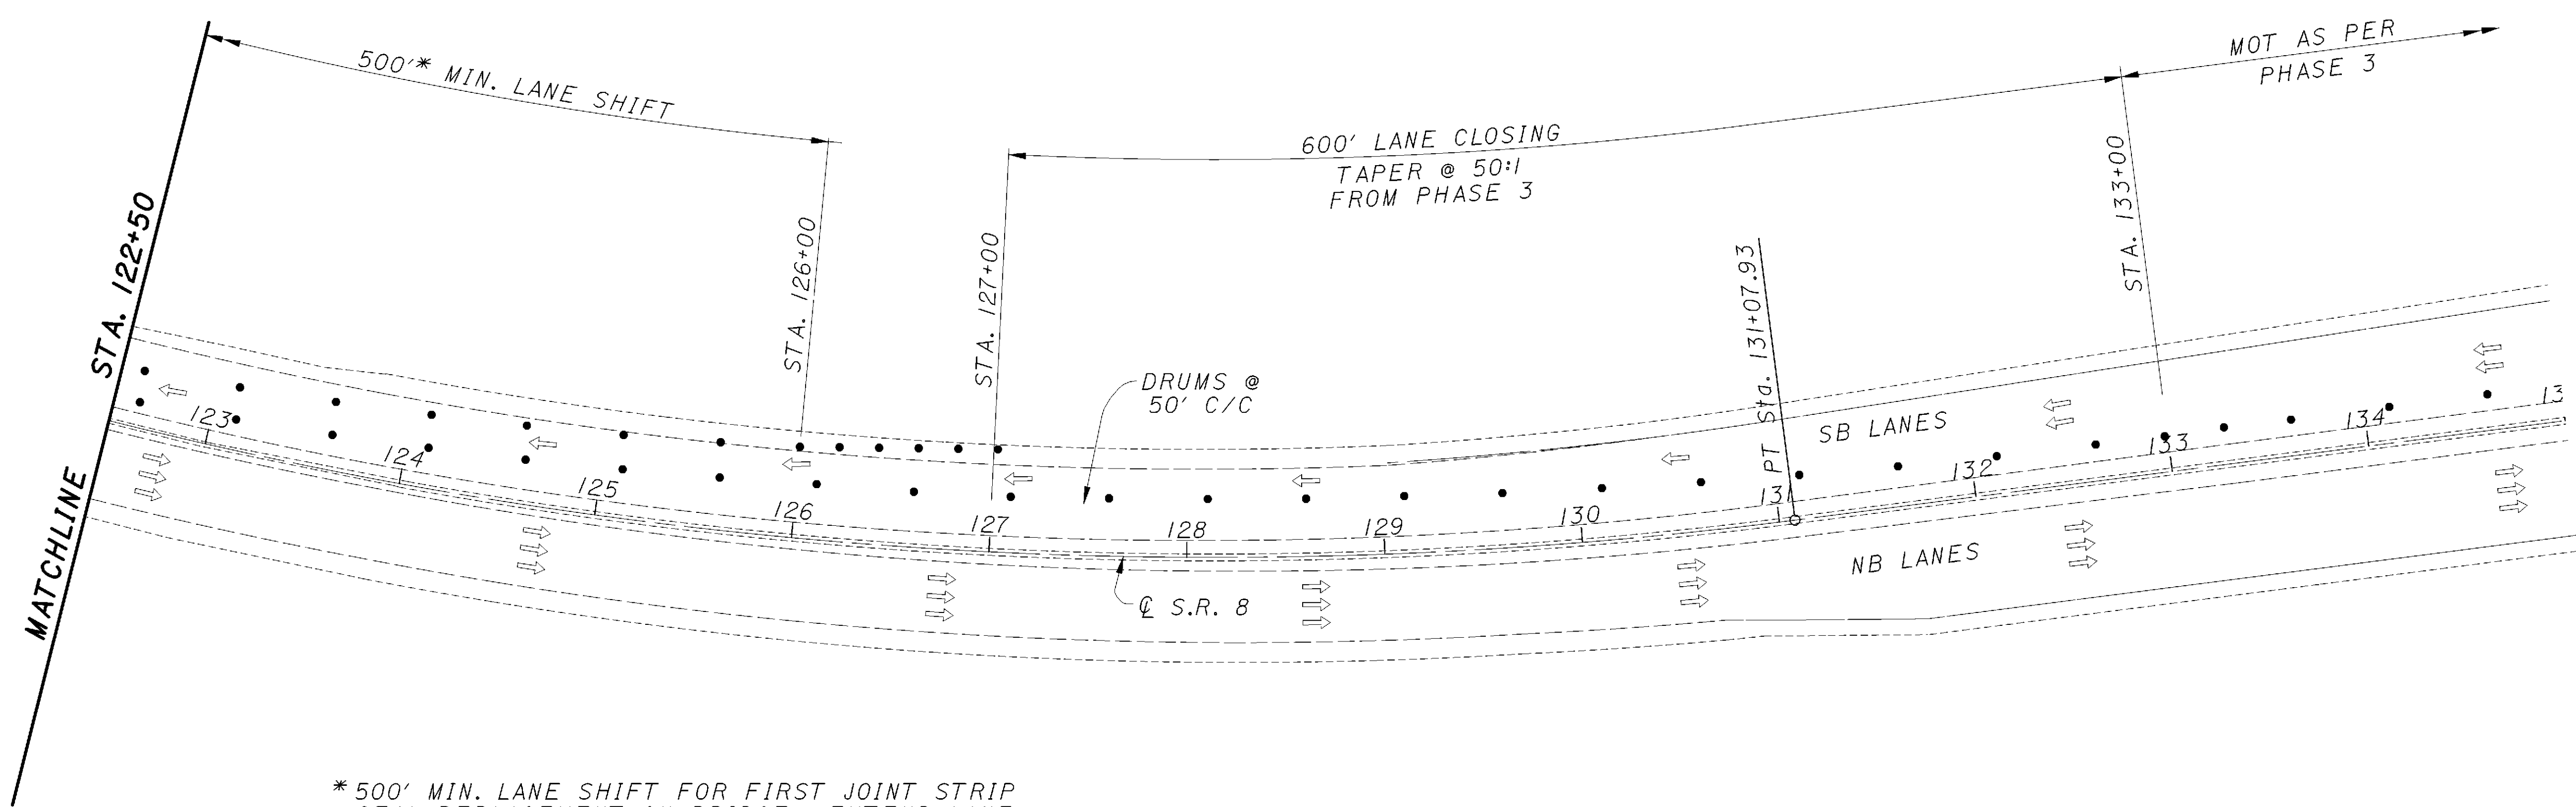 500'* MIN. LANE SHIFT
600' LANE CLOSING
TAPER @ 50:1
FROM PHASE 3
MOT AS PER
PHASE 3
MATCHLINE STA. 122+50
STA. 126+00
STA. 127+00
PT Sta. 131+07.93
STA. 133+00
DRUMS @
50' C/C
SB LANES
123
124
125
126
127
128
129
130
131
132
133
134
13
NB LANES
℄ S.R. 8
* 500' MIN. LANE SHIFT FOR FIRST JOINT STRIP